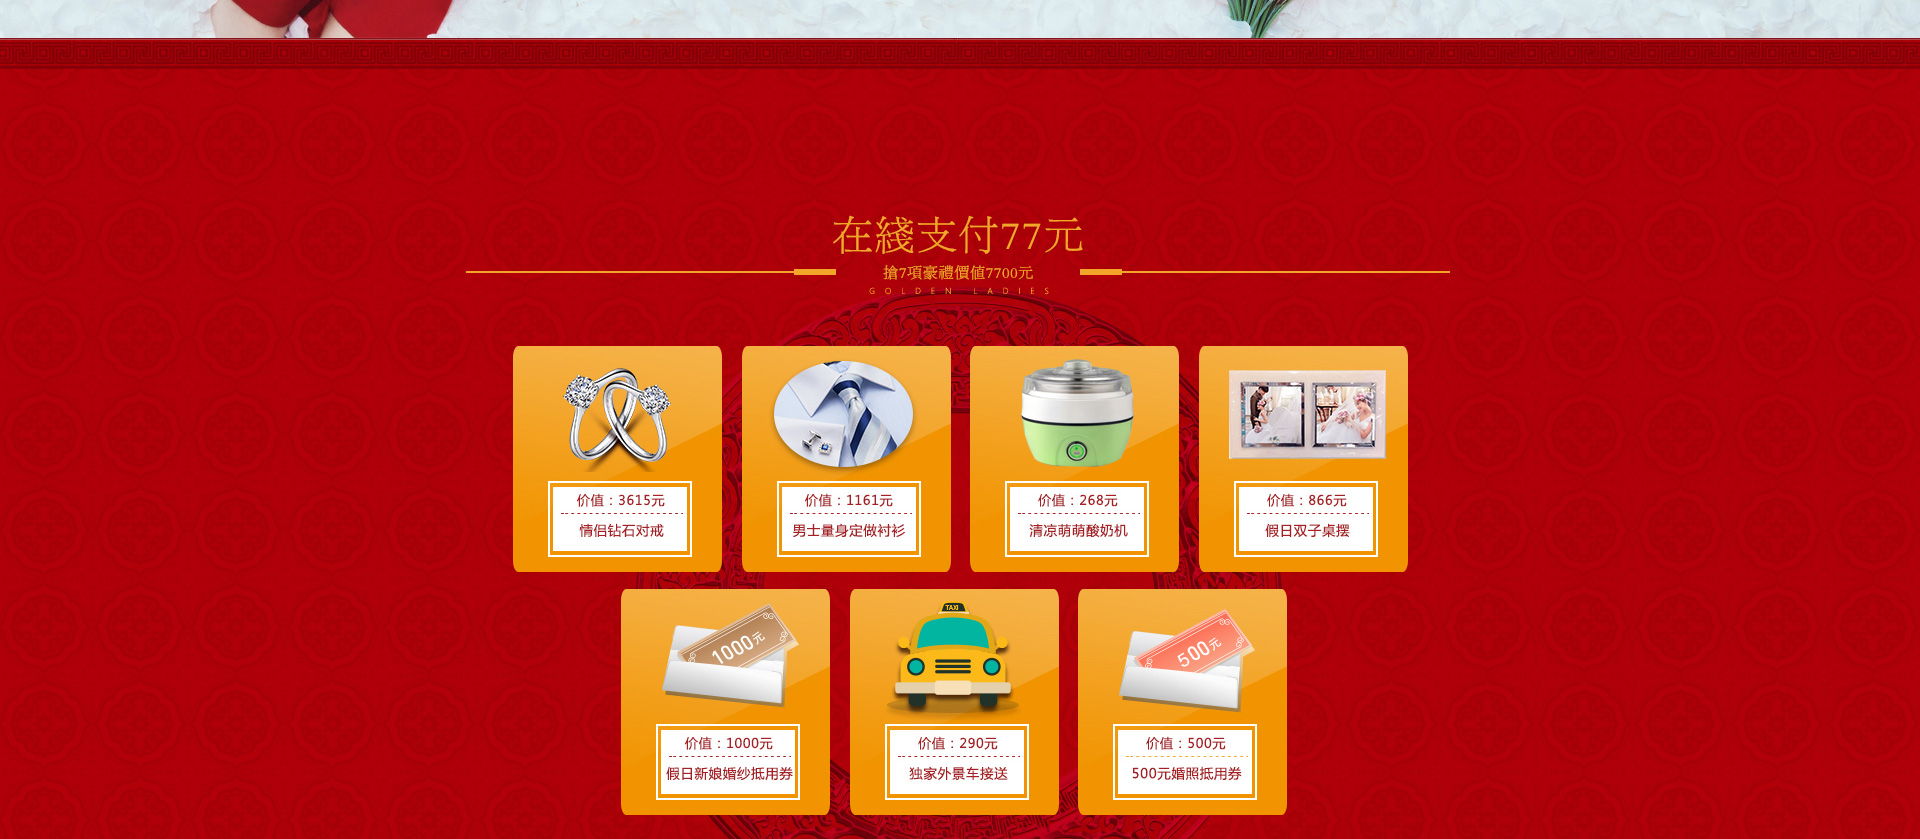 在綫支付77元
搶7項豪禮價值7700元
GOLDEN LADIES
价值：3615元
情侣钻石对戒
价值：1161元
男士量身定做衬衫
价值：268元
清凉萌萌酸奶机
价值：866元
假日双子桌摆
1000元
价值：1000元
假日新娘婚纱抵用券
TAXI
价值：290元
独家外景车接送
500元
价值：500元
500元婚照抵用券